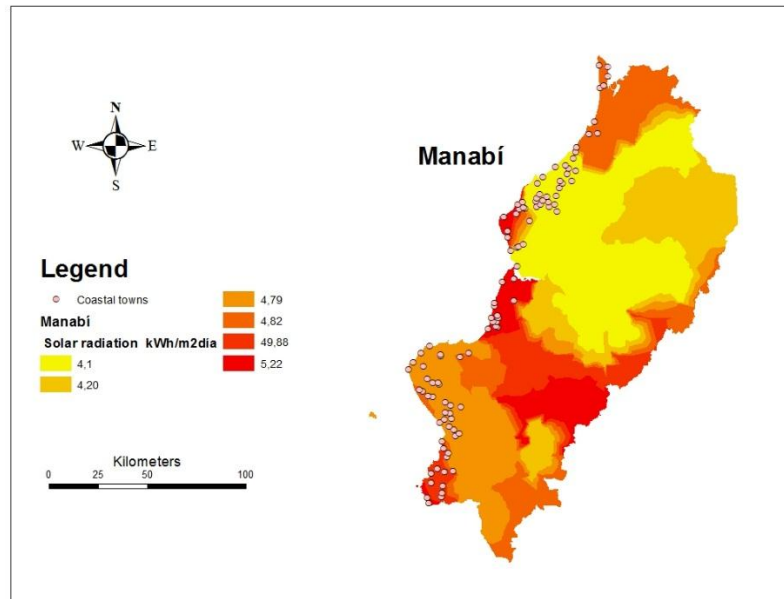 N
W E
S
Manabí
Legend
Coastal towns
Manabí
Solar radiation kWh/m2dia
4,1
4,20
4,79
4,82
49,88
5,22
Kilometers
0 25 50 100